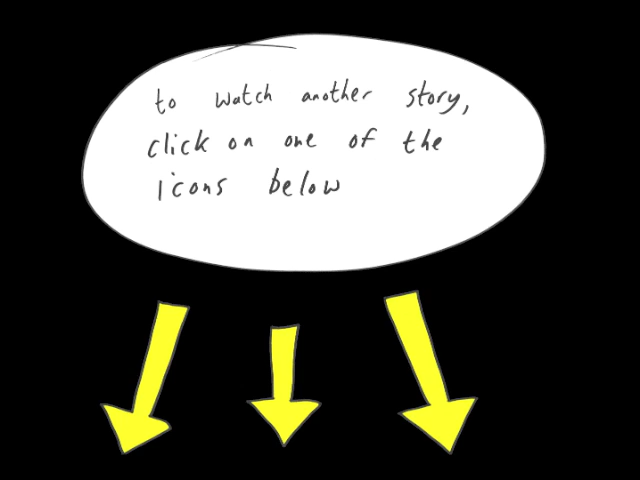 to watch another story,
click on one of the
icons below